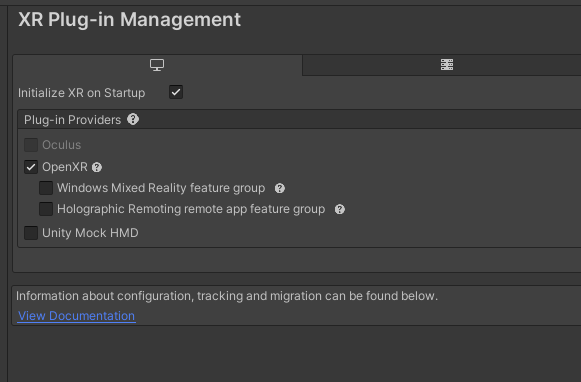 XR Plug-in Management
Initialize XR on Startup
Plug-in Providers
Oculus
OpenXR
Windows Mixed Reality feature group
Holographic Remoting remote app feature group
Unity Mock HMD
Information about configuration, tracking and migration can be found below.
View Documentation